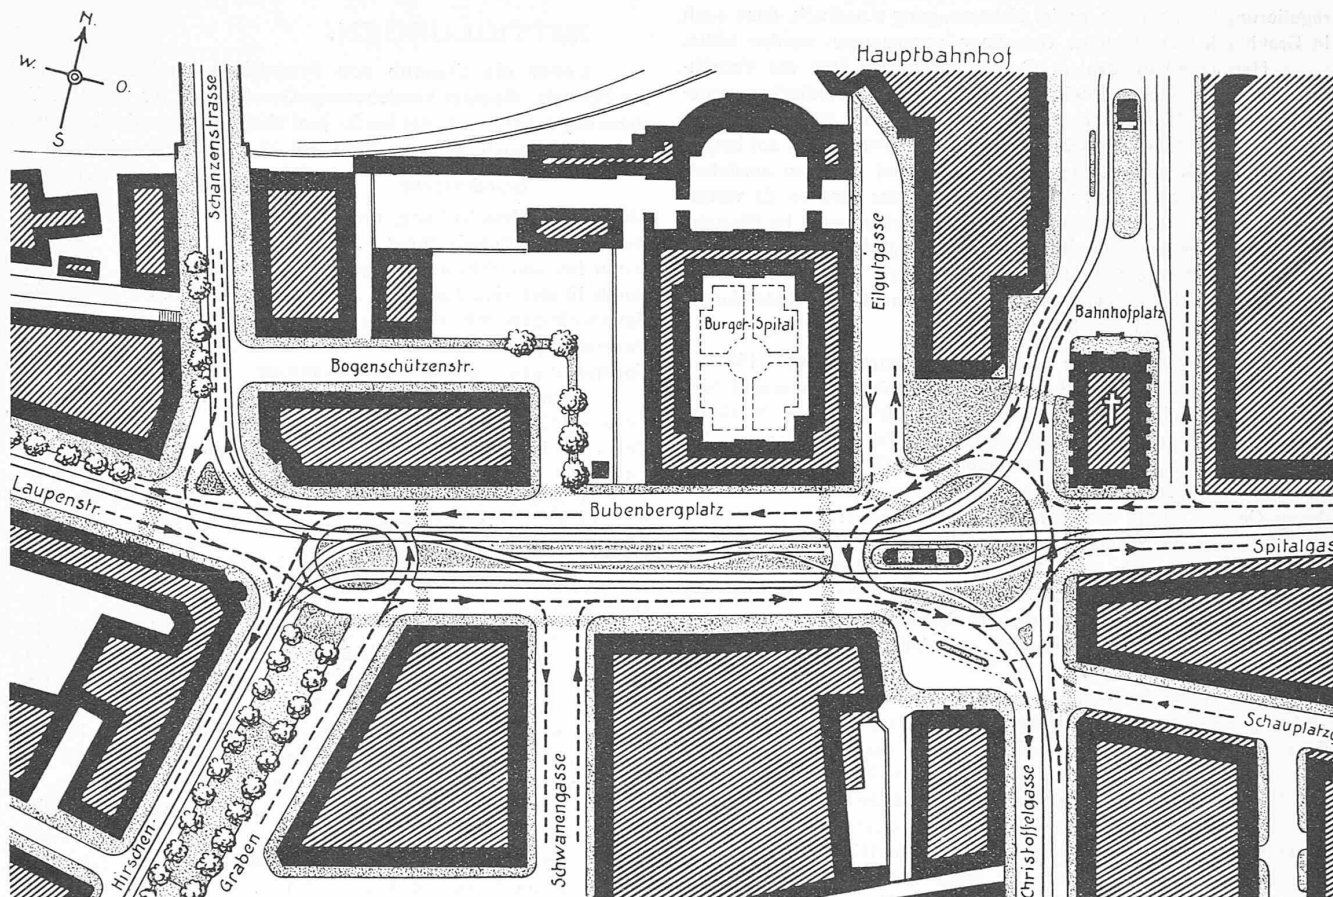 N.
W.
O.
S
Hauptbahnhof
Schanzenstrasse
Eilgutgasse
Burger-Spital
Bahnhofplatz
Bogenschützenstr.
Laupenstr.
Bubenbergplatz
Spitalgas
Schauplatzg
Hirschen-
Graben
Schwanengasse
Christoffelgasse